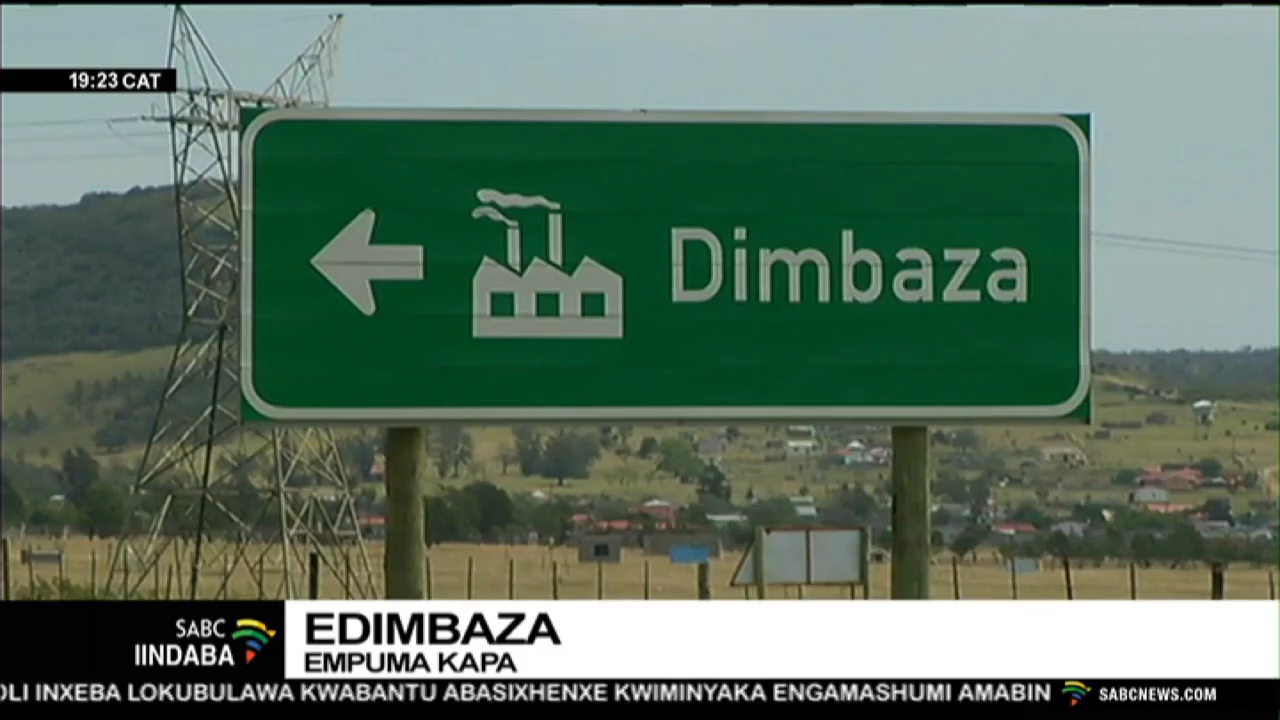 19:23 CAT
Dimbaza
SABC
IINDABA
EDIMBAZA
EMPUMA KAPA
OLI INXEBA LOKUBULAWA KWABANTU ABASIXHENXE KWIMINYAKA ENGAMASHUMI AMABIN
SABCNEWS.COM